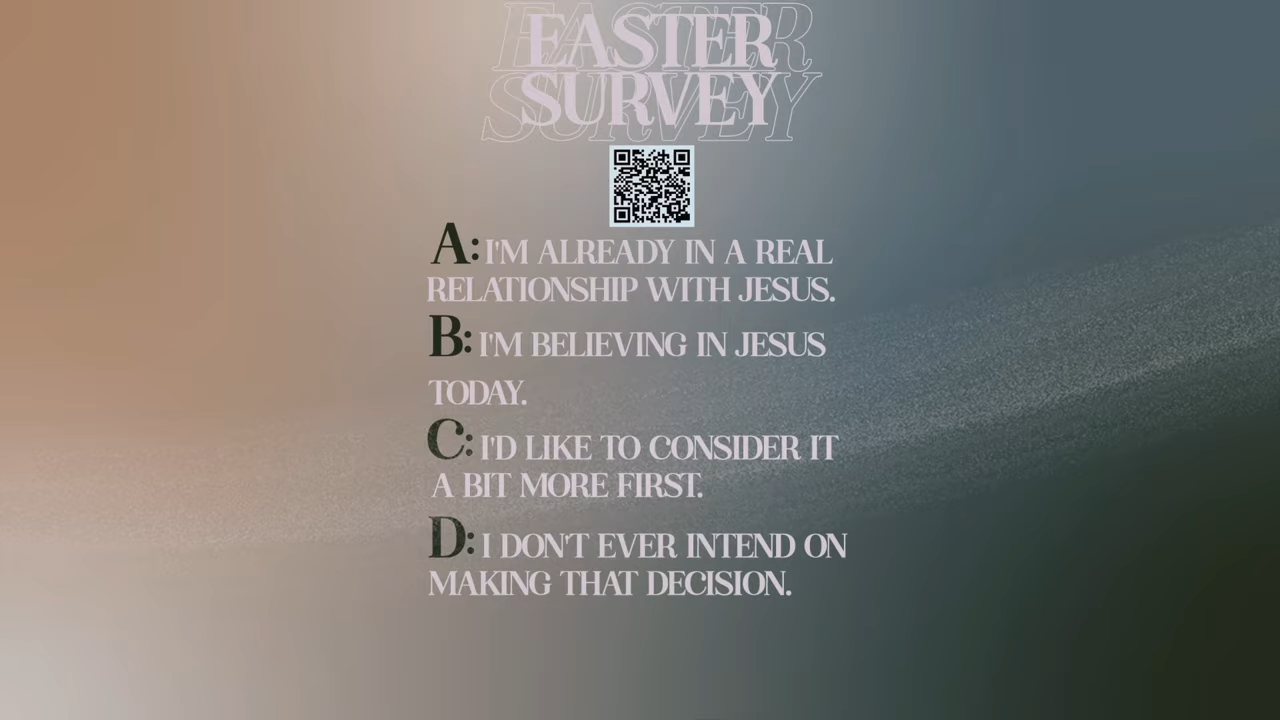 EASTER
SURVEY
A: I'M ALREADY IN A REAL
RELATIONSHIP WITH JESUS.
B: I'M BELIEVING IN JESUS
TODAY.
C: I'D LIKE TO CONSIDER IT
A BIT MORE FIRST.
D: I DON'T EVER INTEND ON
MAKING THAT DECISION.